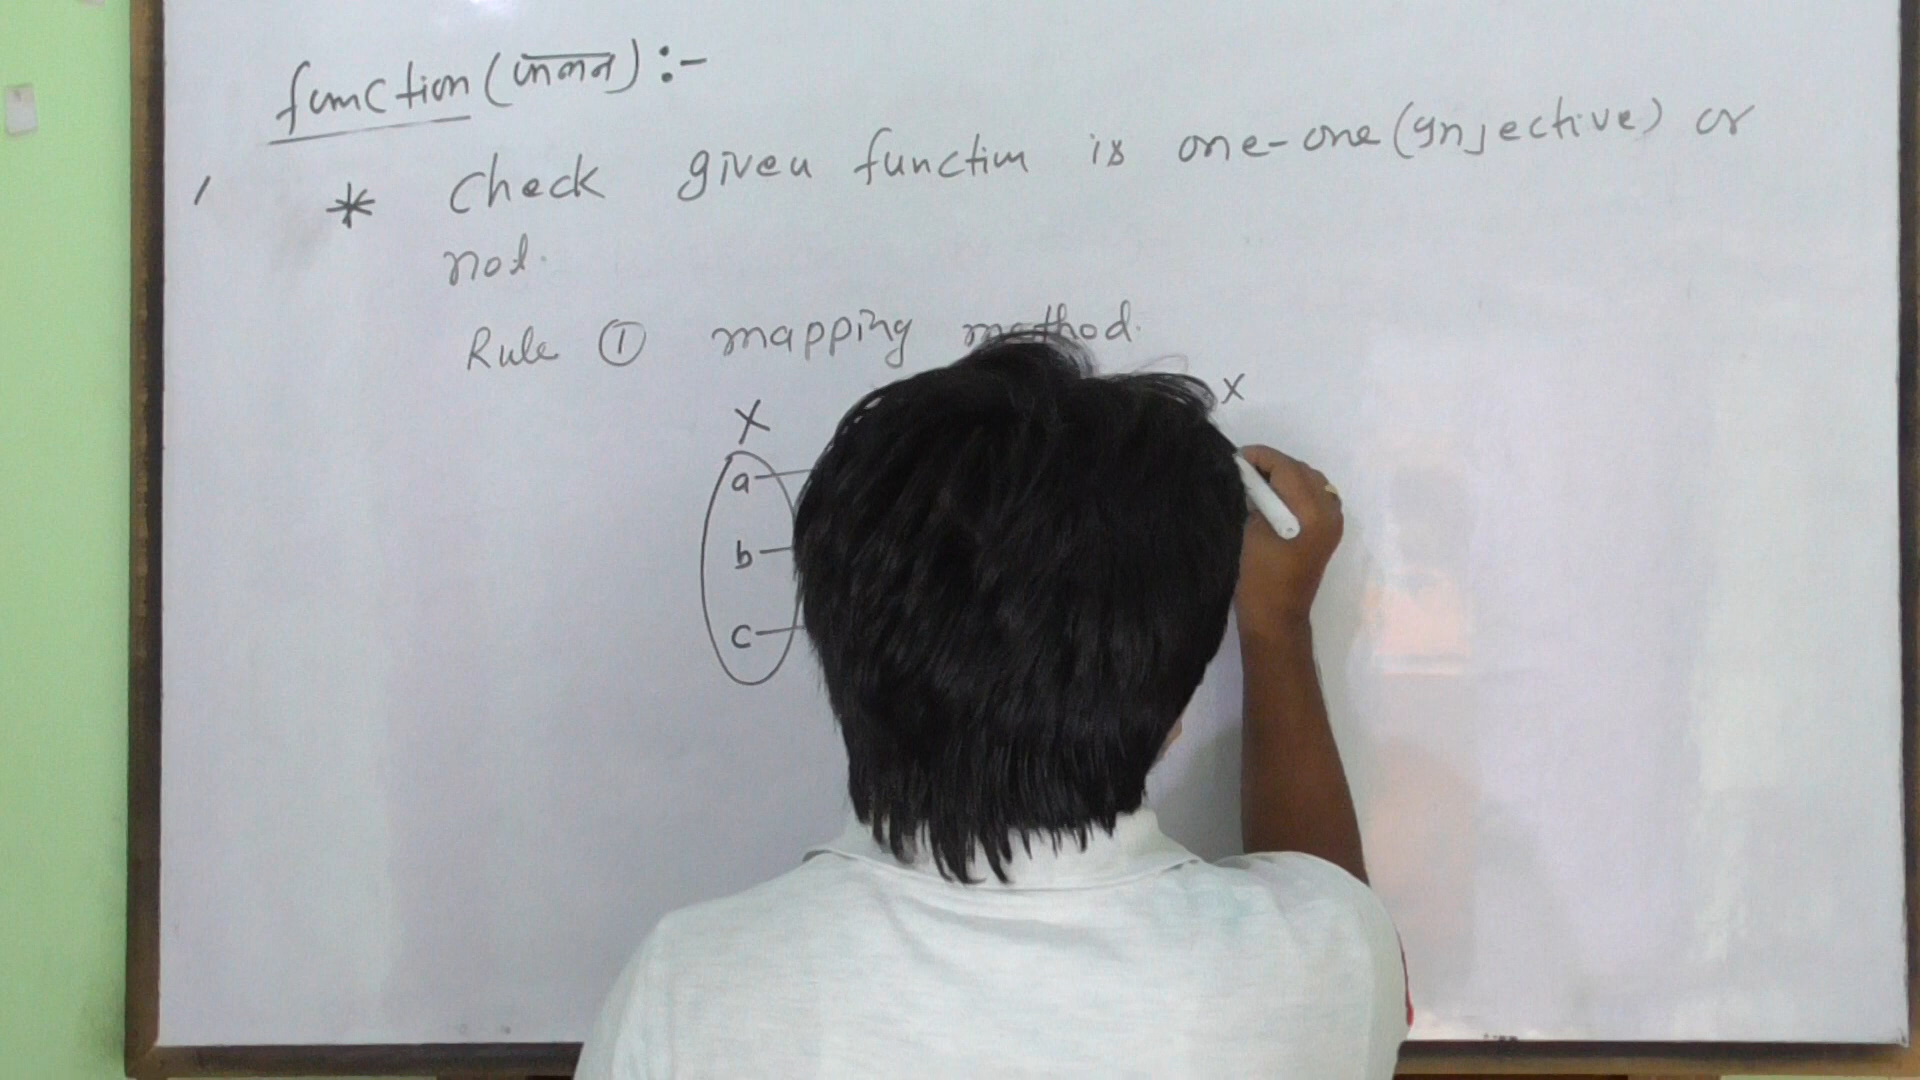 function (फलन) :-
* Check given function is one-one (Injective) or
not.
Rule ① mapping method.
X X
a
b
c